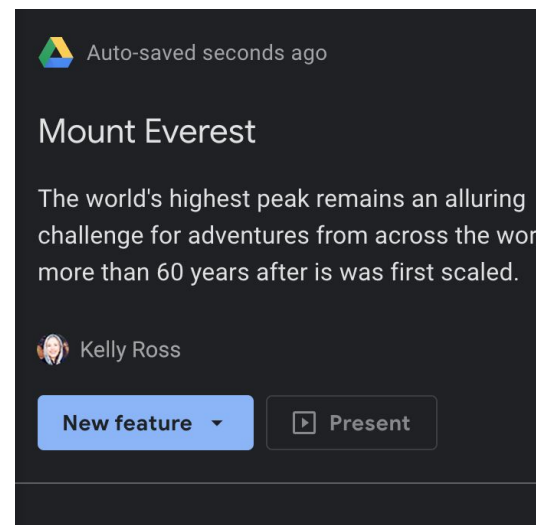 Auto-saved seconds ago
Mount Everest
The world's highest peak remains an alluring
challenge for adventures from across the wor
more than 60 years after is was first scaled.
Kelly Ross
New feature
Present